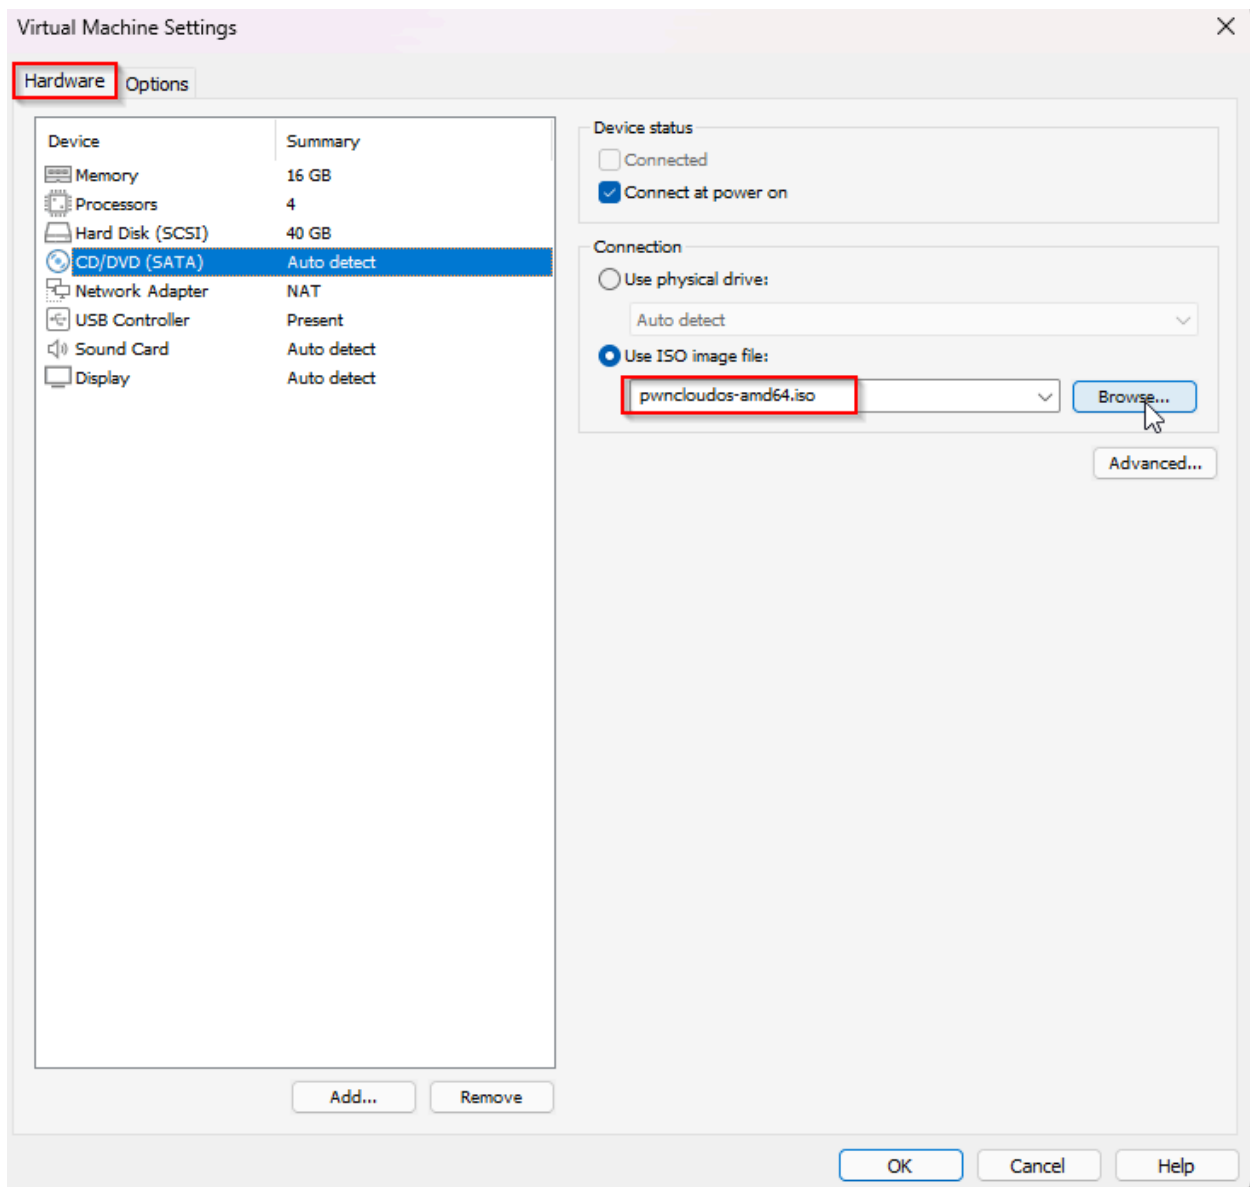 Virtual Machine Settings
Hardware
Options
Device Summary
Memory 16 GB
Processors 4
Hard Disk (SCSI) 40 GB
CD/DVD (SATA) Auto detect
Network Adapter NAT
USB Controller Present
Sound Card Auto detect
Display Auto detect
Add...
Remove
Device status
Connected
Connect at power on
Connection
Use physical drive:
Auto detect
Use ISO image file:
pwncloudos-amd64.iso
Browse...
Advanced...
OK
Cancel
Help